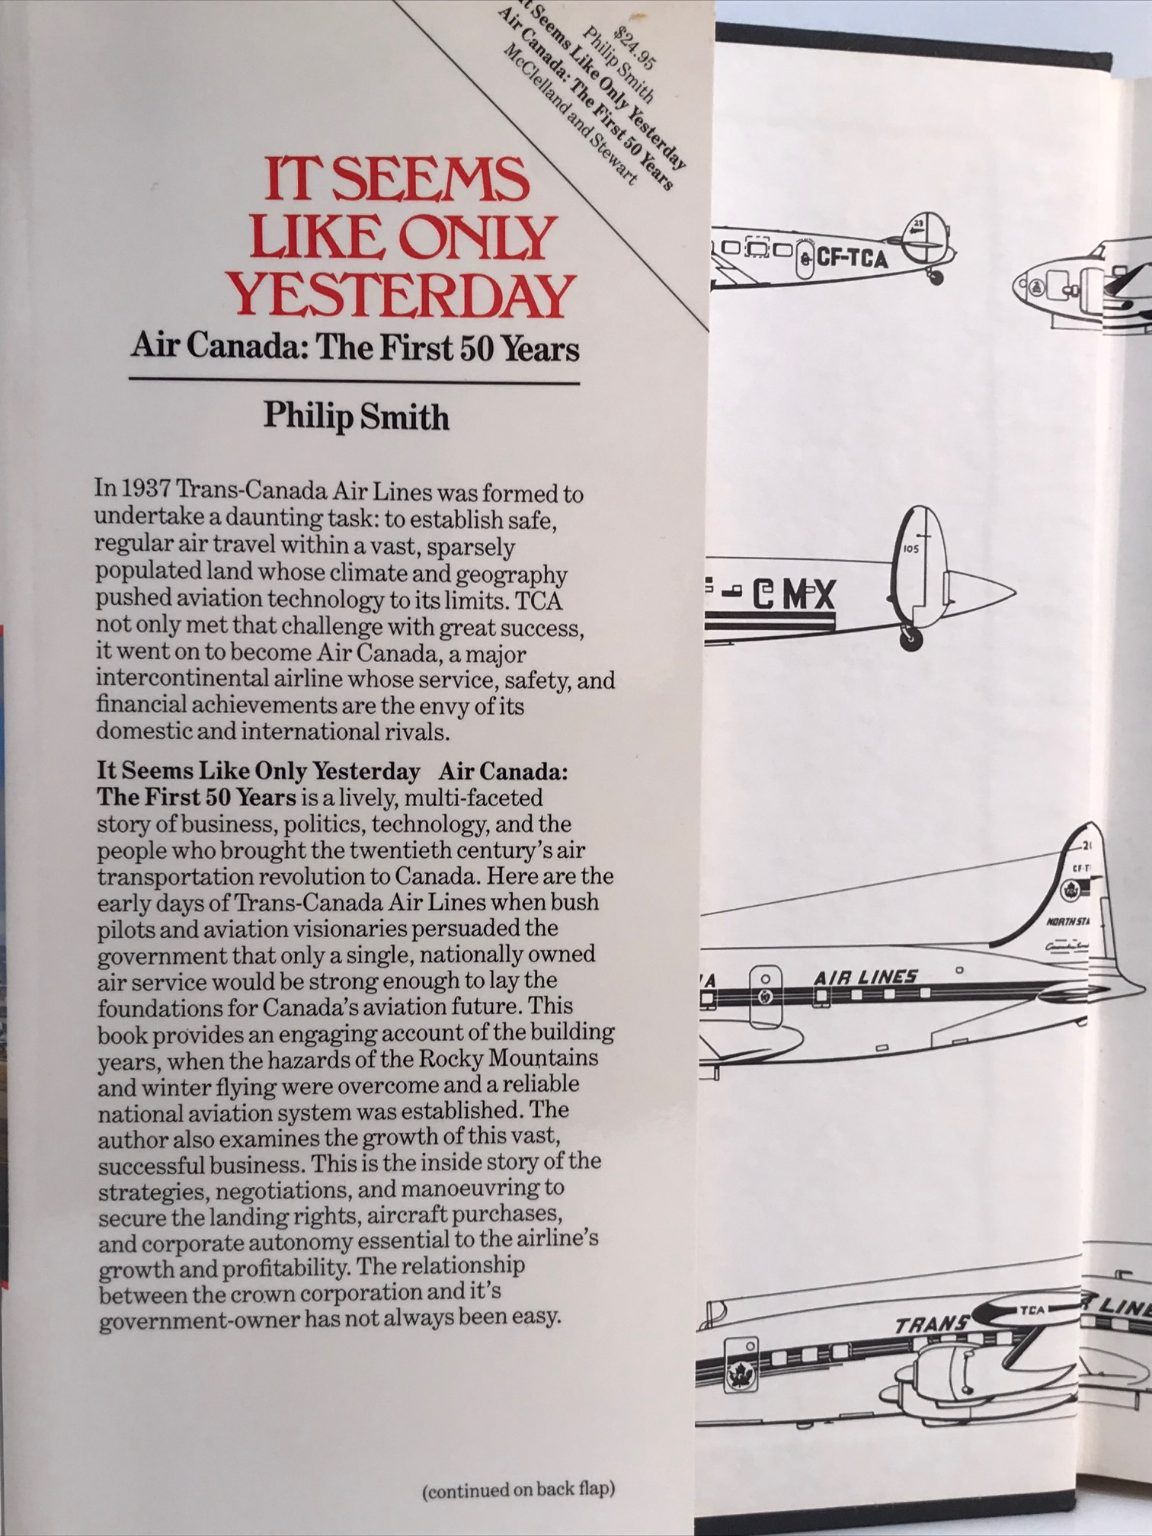 $24.95
Philip Smith
It Seems Like Only Yesterday
Air Canada: The First 50 Years
McClelland and Stewart
IT SEEMS
LIKE ONLY
YESTERDAY
Air Canada: The First 50 Years
Philip Smith
In 1937 Trans-Canada Air Lines was formed to
undertake a daunting task: to establish safe,
regular air travel within a vast, sparsely
populated land whose climate and geography
pushed aviation technology to its limits. TCA
not only met that challenge with great success,
it went on to become Air Canada, a major
intercontinental airline whose service, safety, and
financial achievements are the envy of its
domestic and international rivals.
It Seems Like Only Yesterday Air Canada:
The First 50 Years is a lively, multi-faceted
story of business, politics, technology, and the
people who brought the twentieth century's air
transportation revolution to Canada. Here are the
early days of Trans-Canada Air Lines when bush
pilots and aviation visionaries persuaded the
government that only a single, nationally owned
air service would be strong enough to lay the
foundations for Canada's aviation future. This
book provides an engaging account of the building
years, when the hazards of the Rocky Mountains
and winter flying were overcome and a reliable
national aviation system was established. The
author also examines the growth of this vast,
successful business. This is the inside story of the
strategies, negotiations, and manoeuvring to
secure the landing rights, aircraft purchases,
and corporate autonomy essential to the airline's
growth and profitability. The relationship
between the crown corporation and it's
government-owner has not always been easy.
(continued on back flap)
23
CF-TCA
105
-CMX
CF-T
NORTH STA
A AIR LINES
TRANS
TCA
R LINE